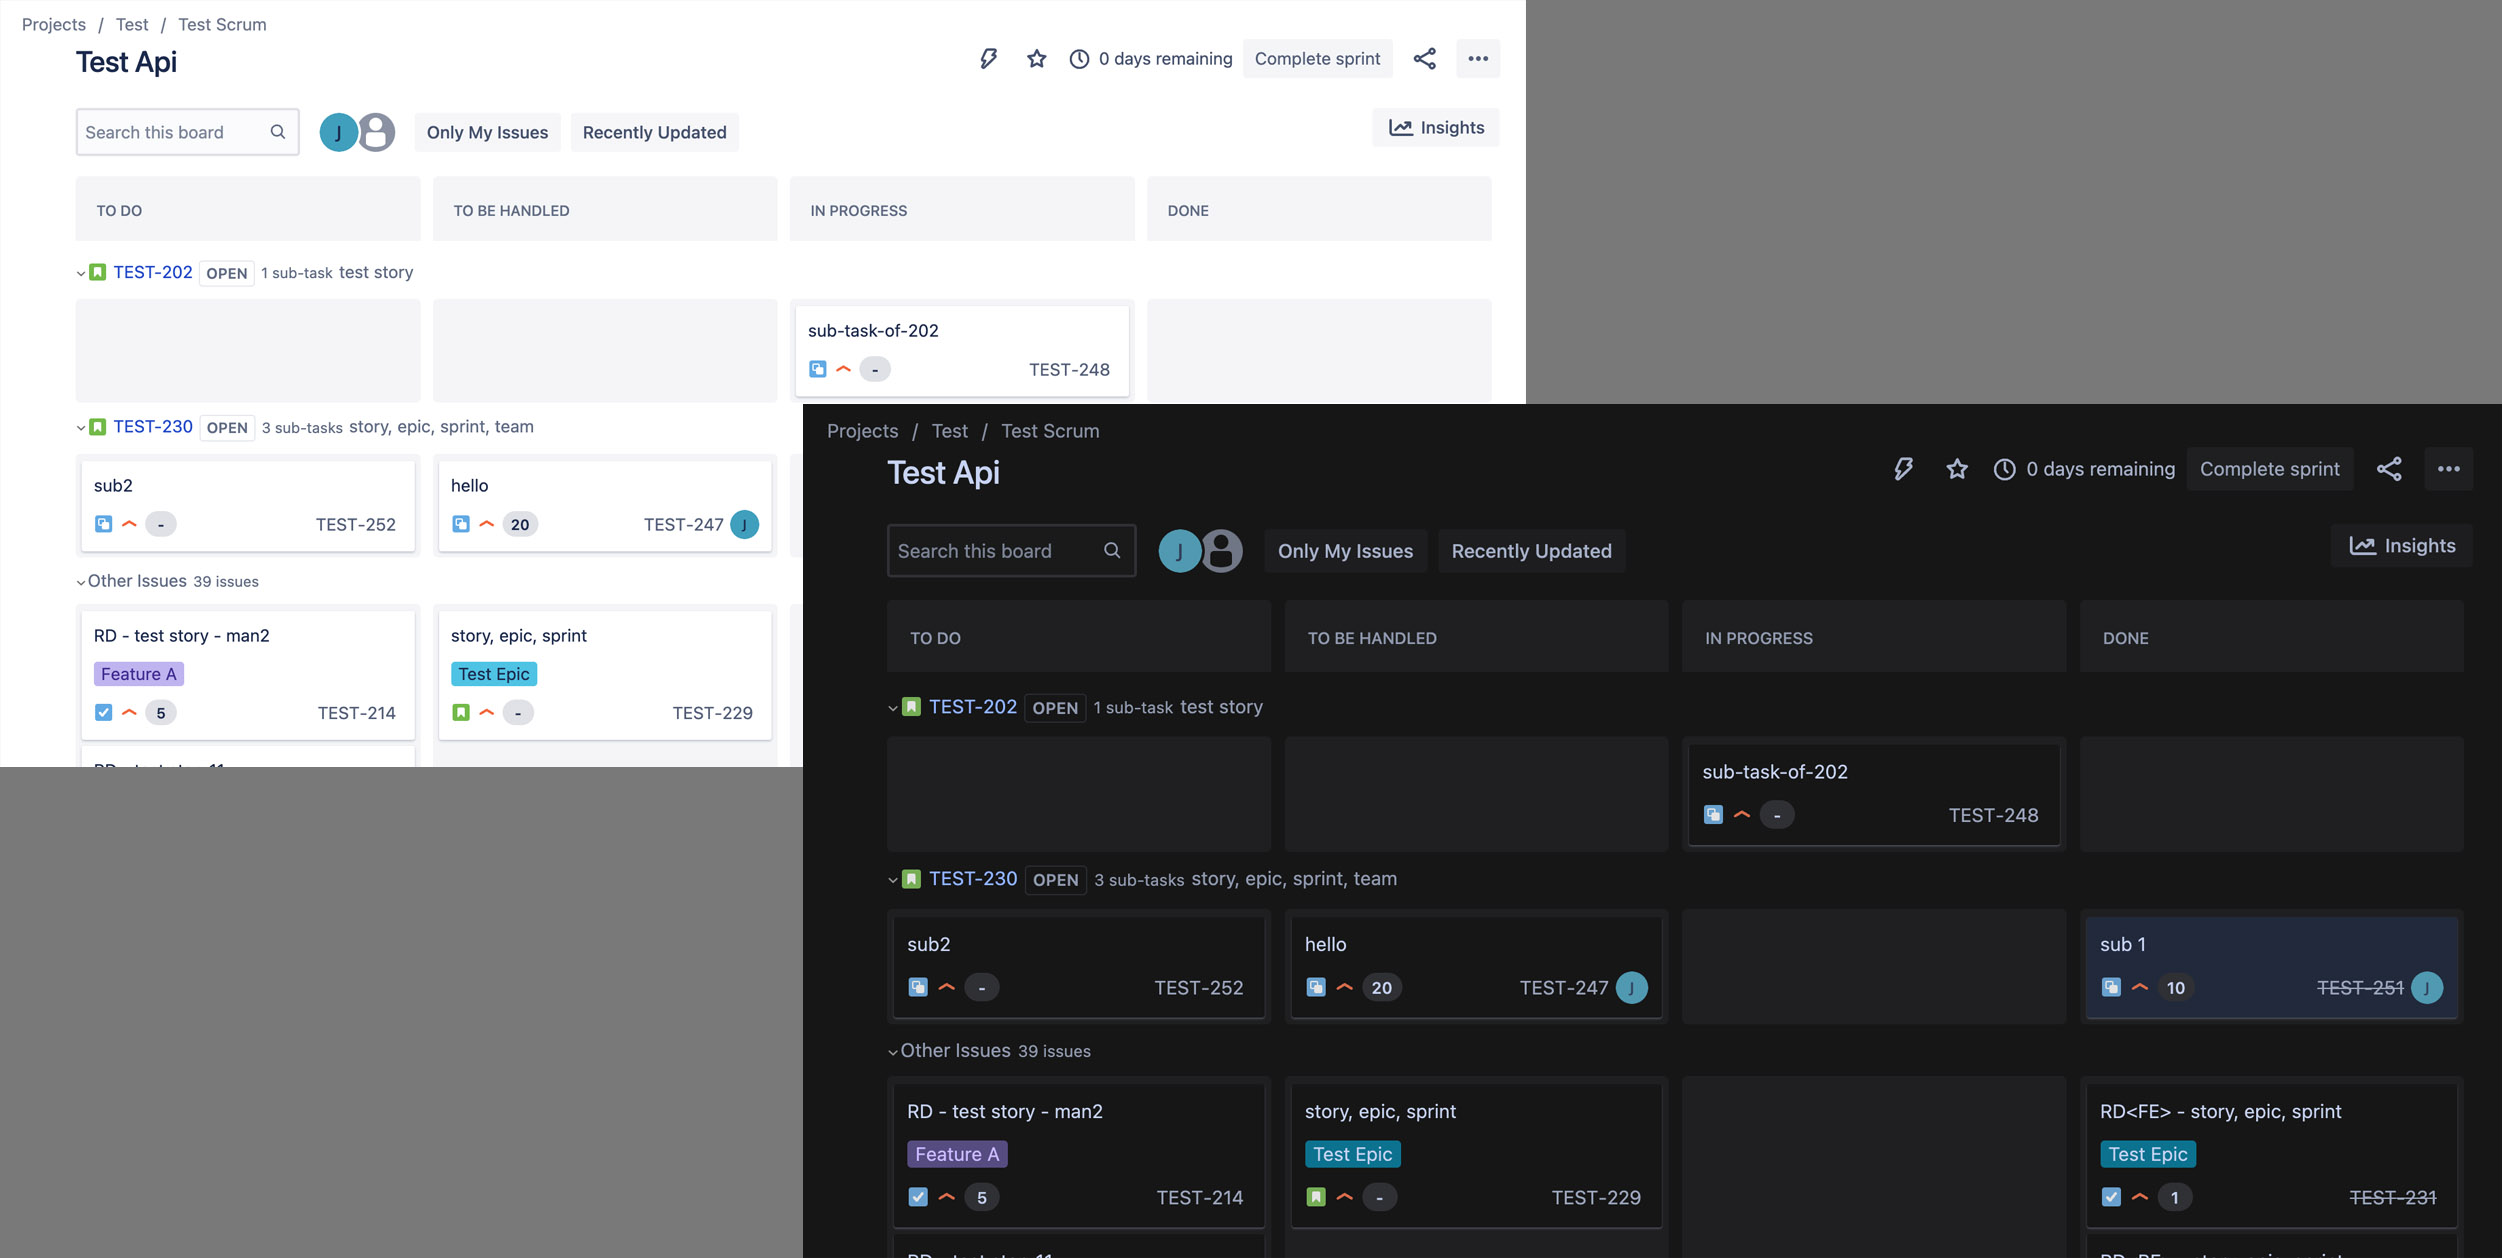 Projects / Test / Test Scrum
Test Api
0 days remaining Complete sprint
Search this board J Only My Issues Recently Updated Insights
TO DO TO BE HANDLED IN PROGRESS DONE
TEST-202 OPEN 1 sub-task test story
sub-task-of-202
- TEST-248
TEST-230 OPEN 3 sub-tasks story, epic, sprint, team
sub2 hello
- TEST-252 20 TEST-247 J
Other Issues 39 issues
RD - test story - man2 story, epic, sprint
Feature A Test Epic
5 TEST-214 - TEST-229
Projects / Test / Test Scrum
Test Api
0 days remaining Complete sprint
Search this board J Only My Issues Recently Updated Insights
TO DO TO BE HANDLED IN PROGRESS DONE
TEST-202 OPEN 1 sub-task test story
sub-task-of-202
- TEST-248
TEST-230 OPEN 3 sub-tasks story, epic, sprint, team
sub2 hello sub 1
- TEST-252 20 TEST-247 J 10 TEST-251 J
Other Issues 39 issues
RD - test story - man2 story, epic, sprint RD<FE> - story, epic, sprint
Feature A Test Epic Test Epic
5 TEST-214 - TEST-229 1 TEST-231